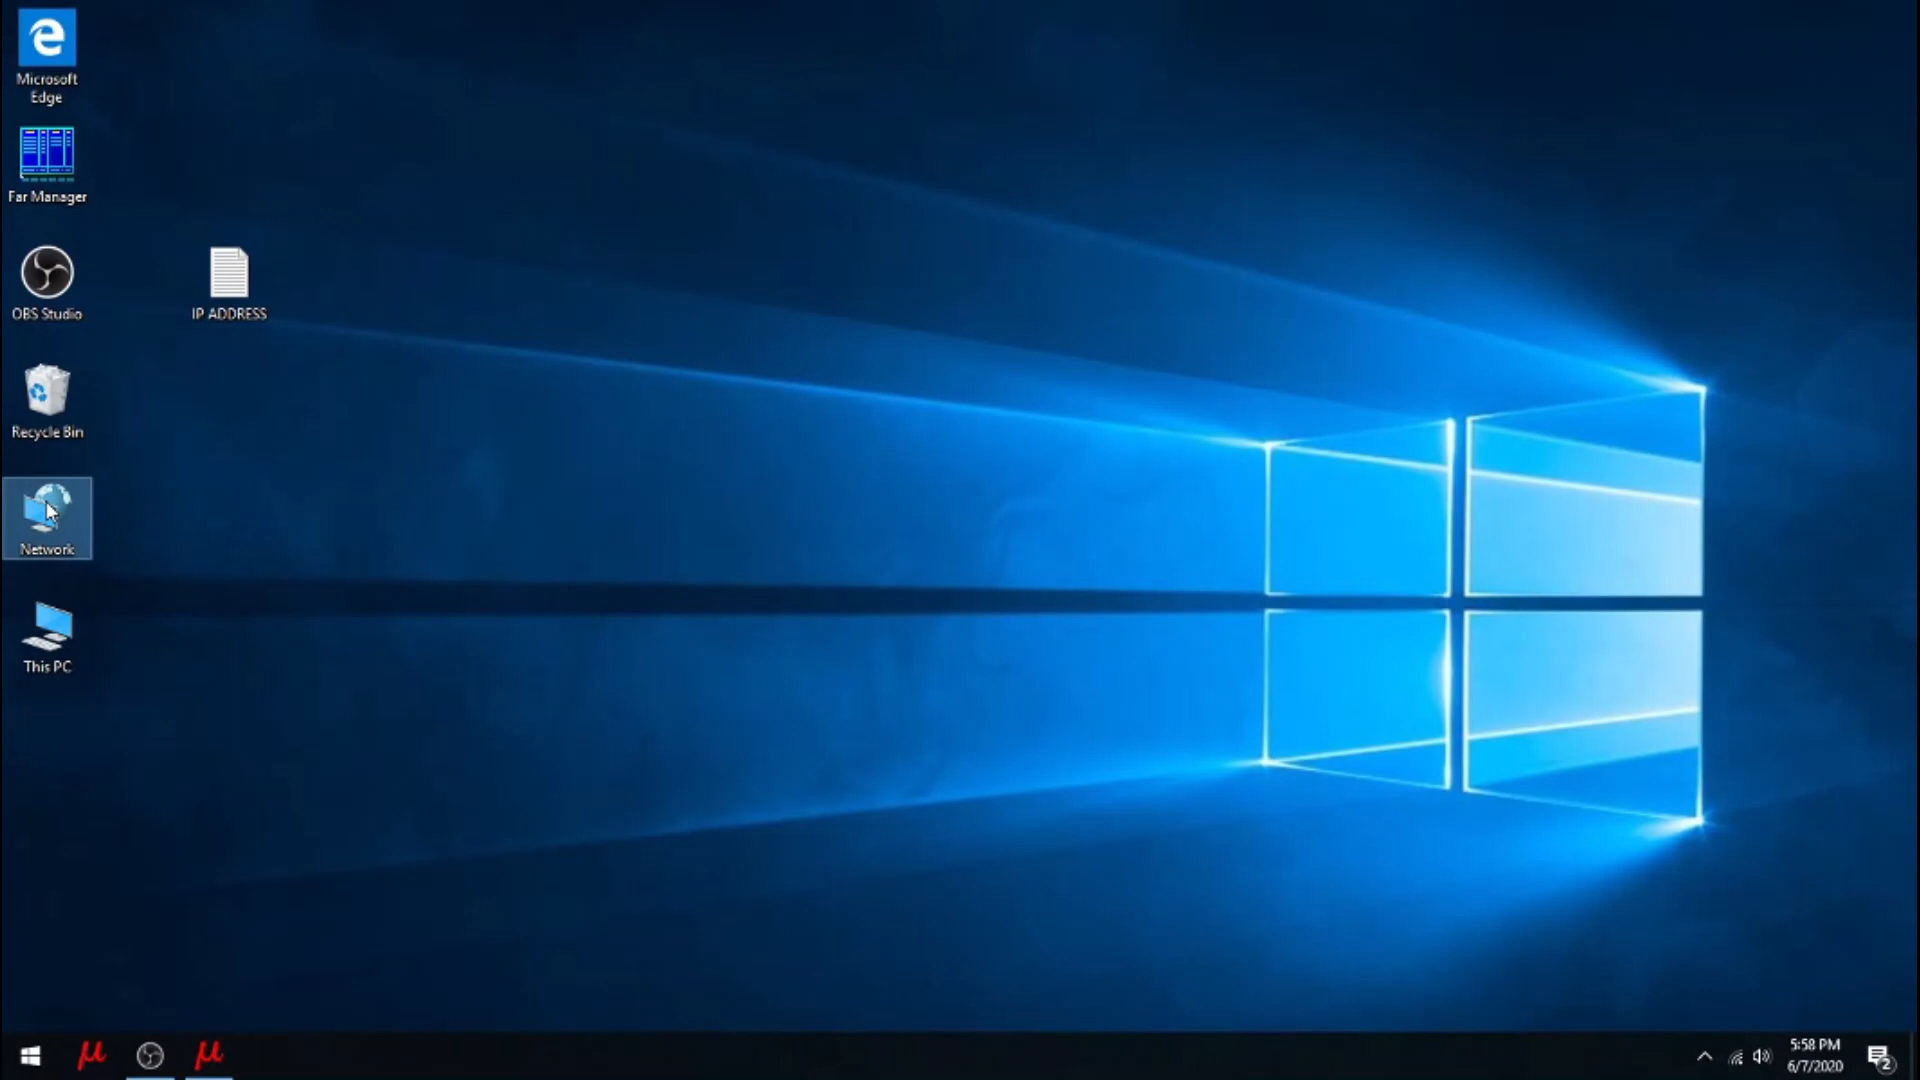 Microsoft
Edge
Far Manager
OBS Studio
IP ADDRESS
Recycle Bin
Network
This PC
µ
µ
5:58 PM
6/7/2020
2